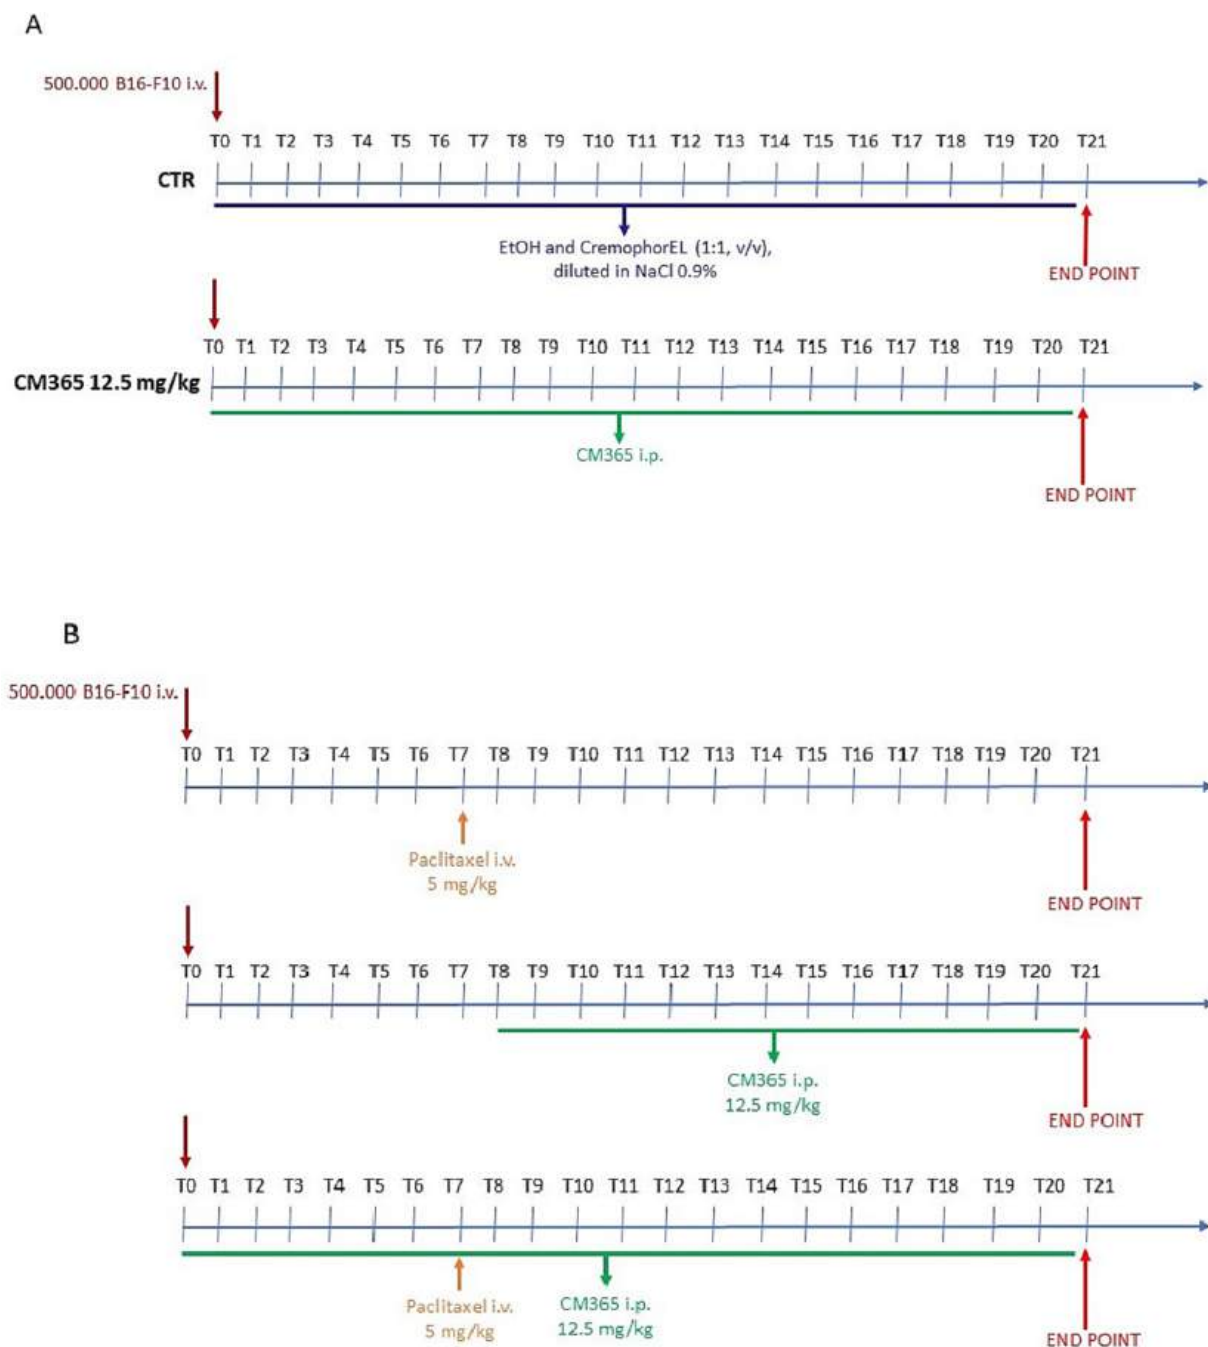 A
500.000 B16-F10 i.v.
T0 T1 T2 T3 T4 T5 T6 T7 T8 T9 T10 T11 T12 T13 T14 T15 T16 T17 T18 T19 T20 T21
CTR
EtOH and CremophorEL (1:1, v/v),
diluted in NaCl 0.9%
END POINT
T0 T1 T2 T3 T4 T5 T6 T7 T8 T9 T10 T11 T12 T13 T14 T15 T16 T17 T18 T19 T20 T21
CM365 12.5 mg/kg
CM365 i.p.
END POINT
B
500.000 B16-F10 i.v.
T0 T1 T2 T3 T4 T5 T6 T7 T8 T9 T10 T11 T12 T13 T14 T15 T16 T17 T18 T19 T20 T21
Paclitaxel i.v.
5 mg/kg
END POINT
T0 T1 T2 T3 T4 T5 T6 T7 T8 T9 T10 T11 T12 T13 T14 T15 T16 T17 T18 T19 T20 T21
CM365 i.p.
12.5 mg/kg
END POINT
T0 T1 T2 T3 T4 T5 T6 T7 T8 T9 T10 T11 T12 T13 T14 T15 T16 T17 T18 T19 T20 T21
Paclitaxel i.v.
5 mg/kg
CM365 i.p.
12.5 mg/kg
END POINT